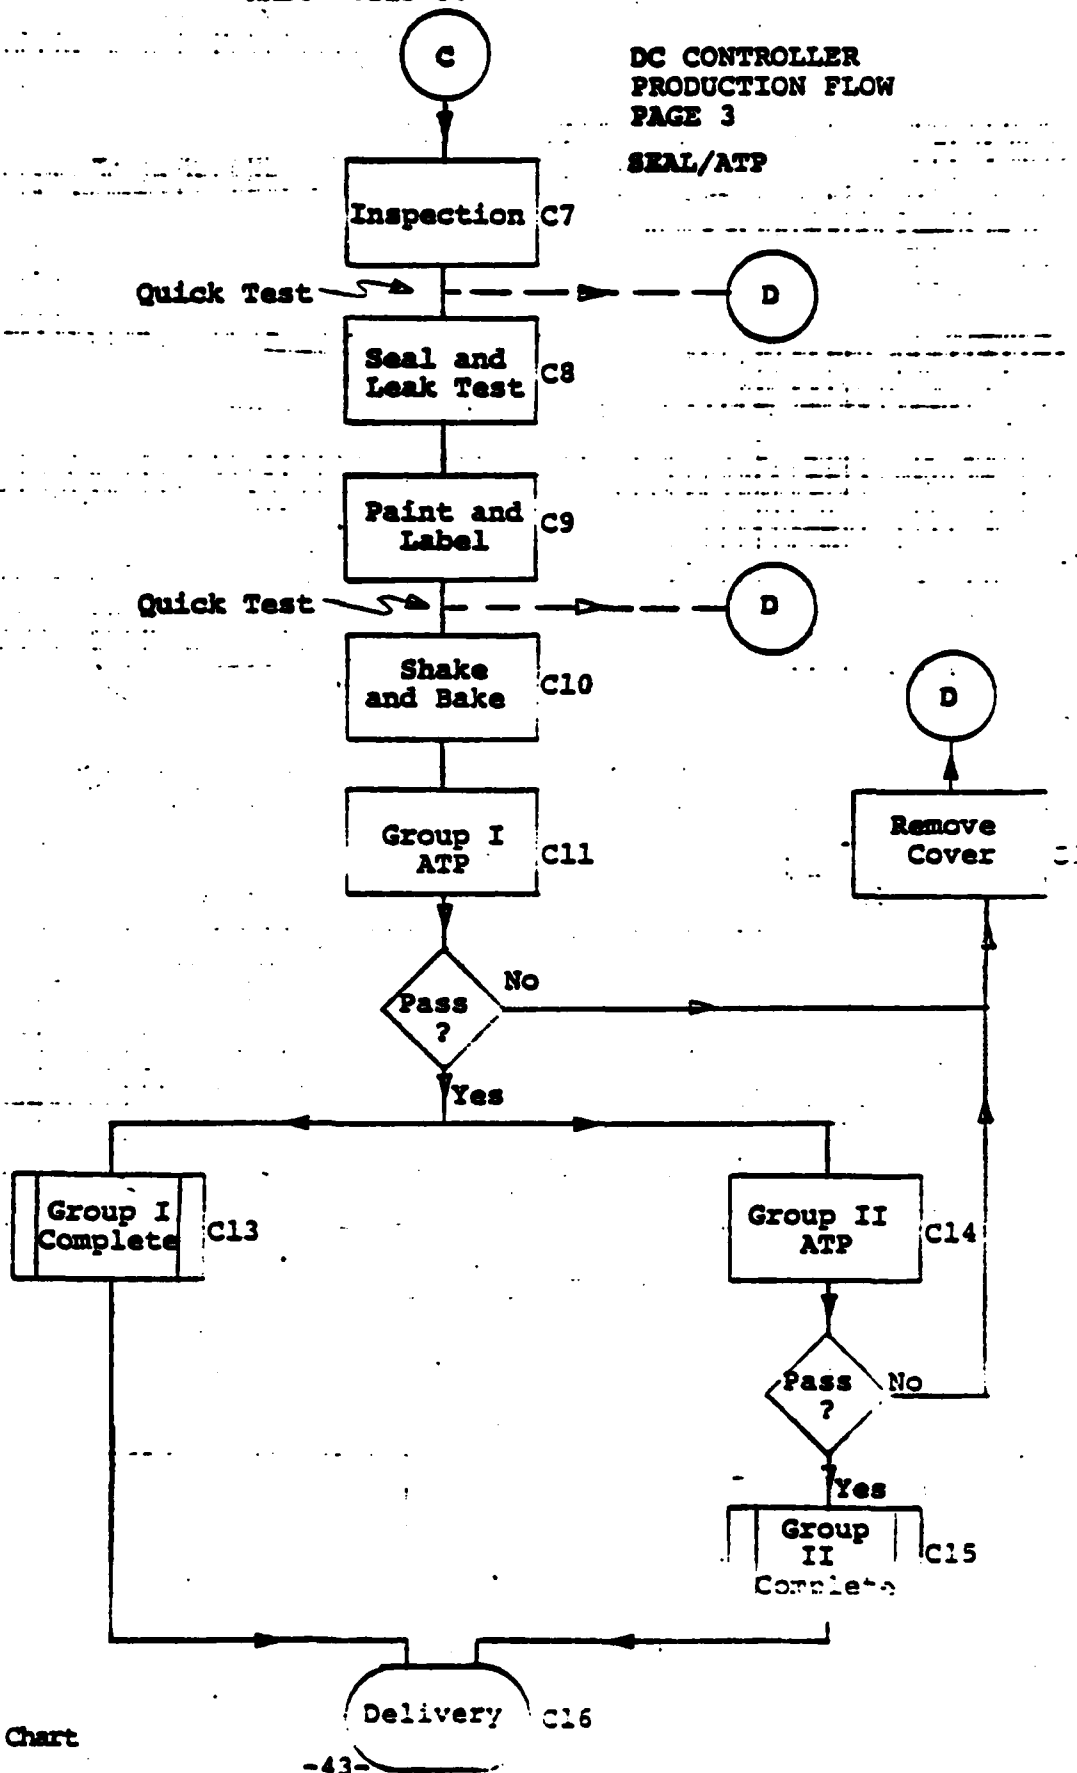 C
DC CONTROLLER
PRODUCTION FLOW
PAGE 3
SEAL/ATP
Inspection
C7
Quick Test
D
Seal and
Leak Test
C8
Paint and
Label
C9
Quick Test
D
Shake
and Bake
C10
D
Group I
ATP
C11
Remove
Cover
Pass
?
No
Yes
Group I
Complete
C13
Group II
ATP
C14
Pass
?
No
Yes
Group
II
Complete
C15
Delivery
C16
Chart
-43-